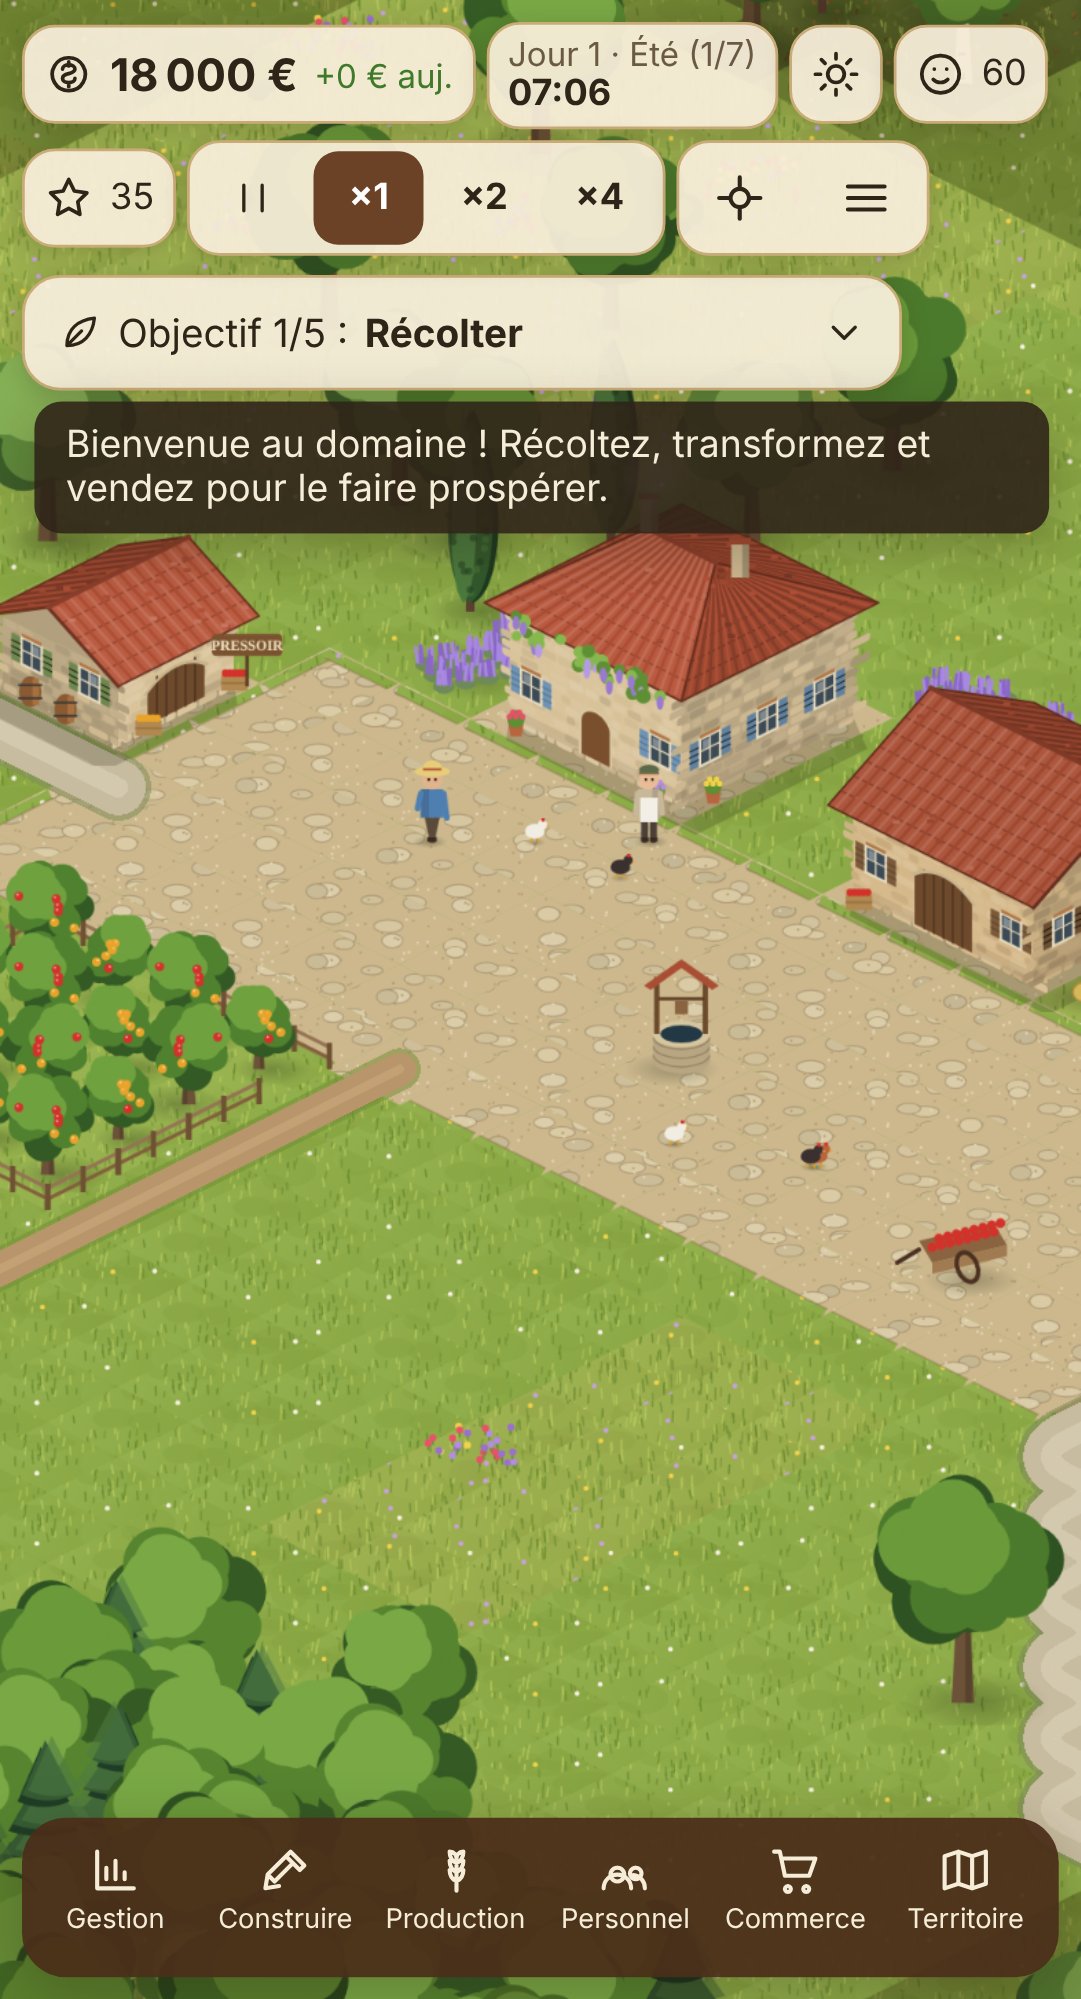 18 000 € +0 € auj.
Jour 1 · Été (1/7)
07:06
60
35
×1
×2
×4
Objectif 1/5 : Récolter
Bienvenue au domaine ! Récoltez, transformez et
vendez pour le faire prospérer.
PRESSOIR
Gestion
Construire
Production
Personnel
Commerce
Territoire